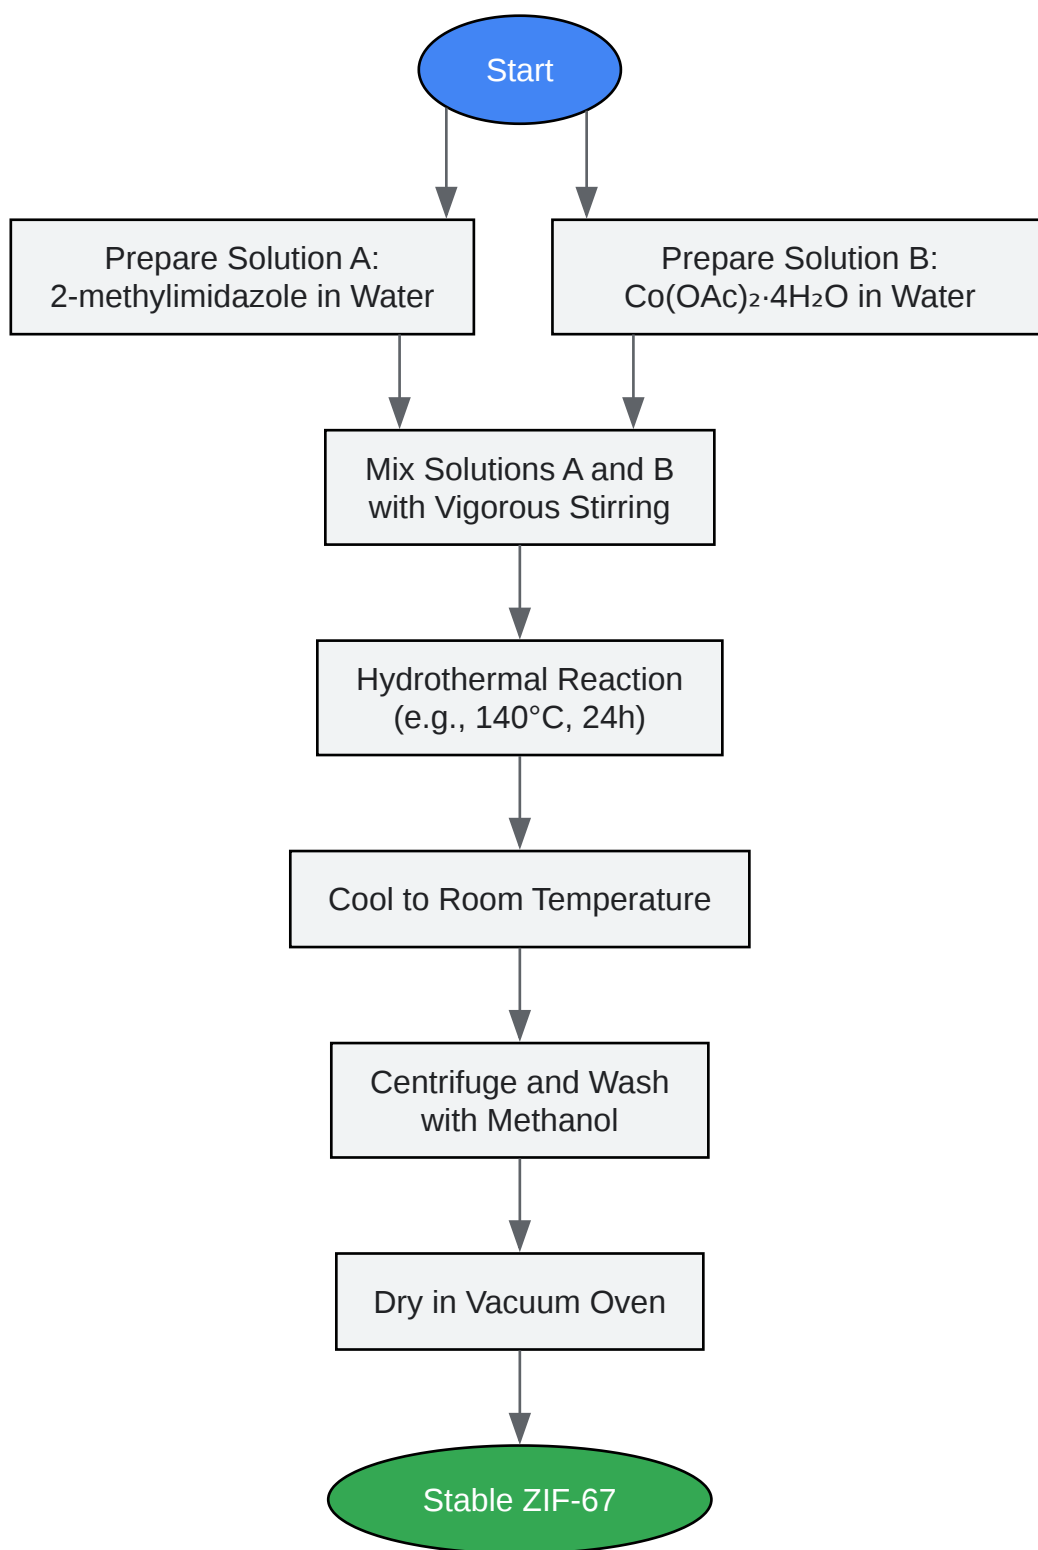 Start
Prepare Solution A:
2-methylimidazole in Water
Prepare Solution B:
Co(OAc)₂·4H₂O in Water
Mix Solutions A and B
with Vigorous Stirring
Hydrothermal Reaction
(e.g., 140°C, 24h)
Cool to Room Temperature
Centrifuge and Wash
with Methanol
Dry in Vacuum Oven
Stable ZIF-67